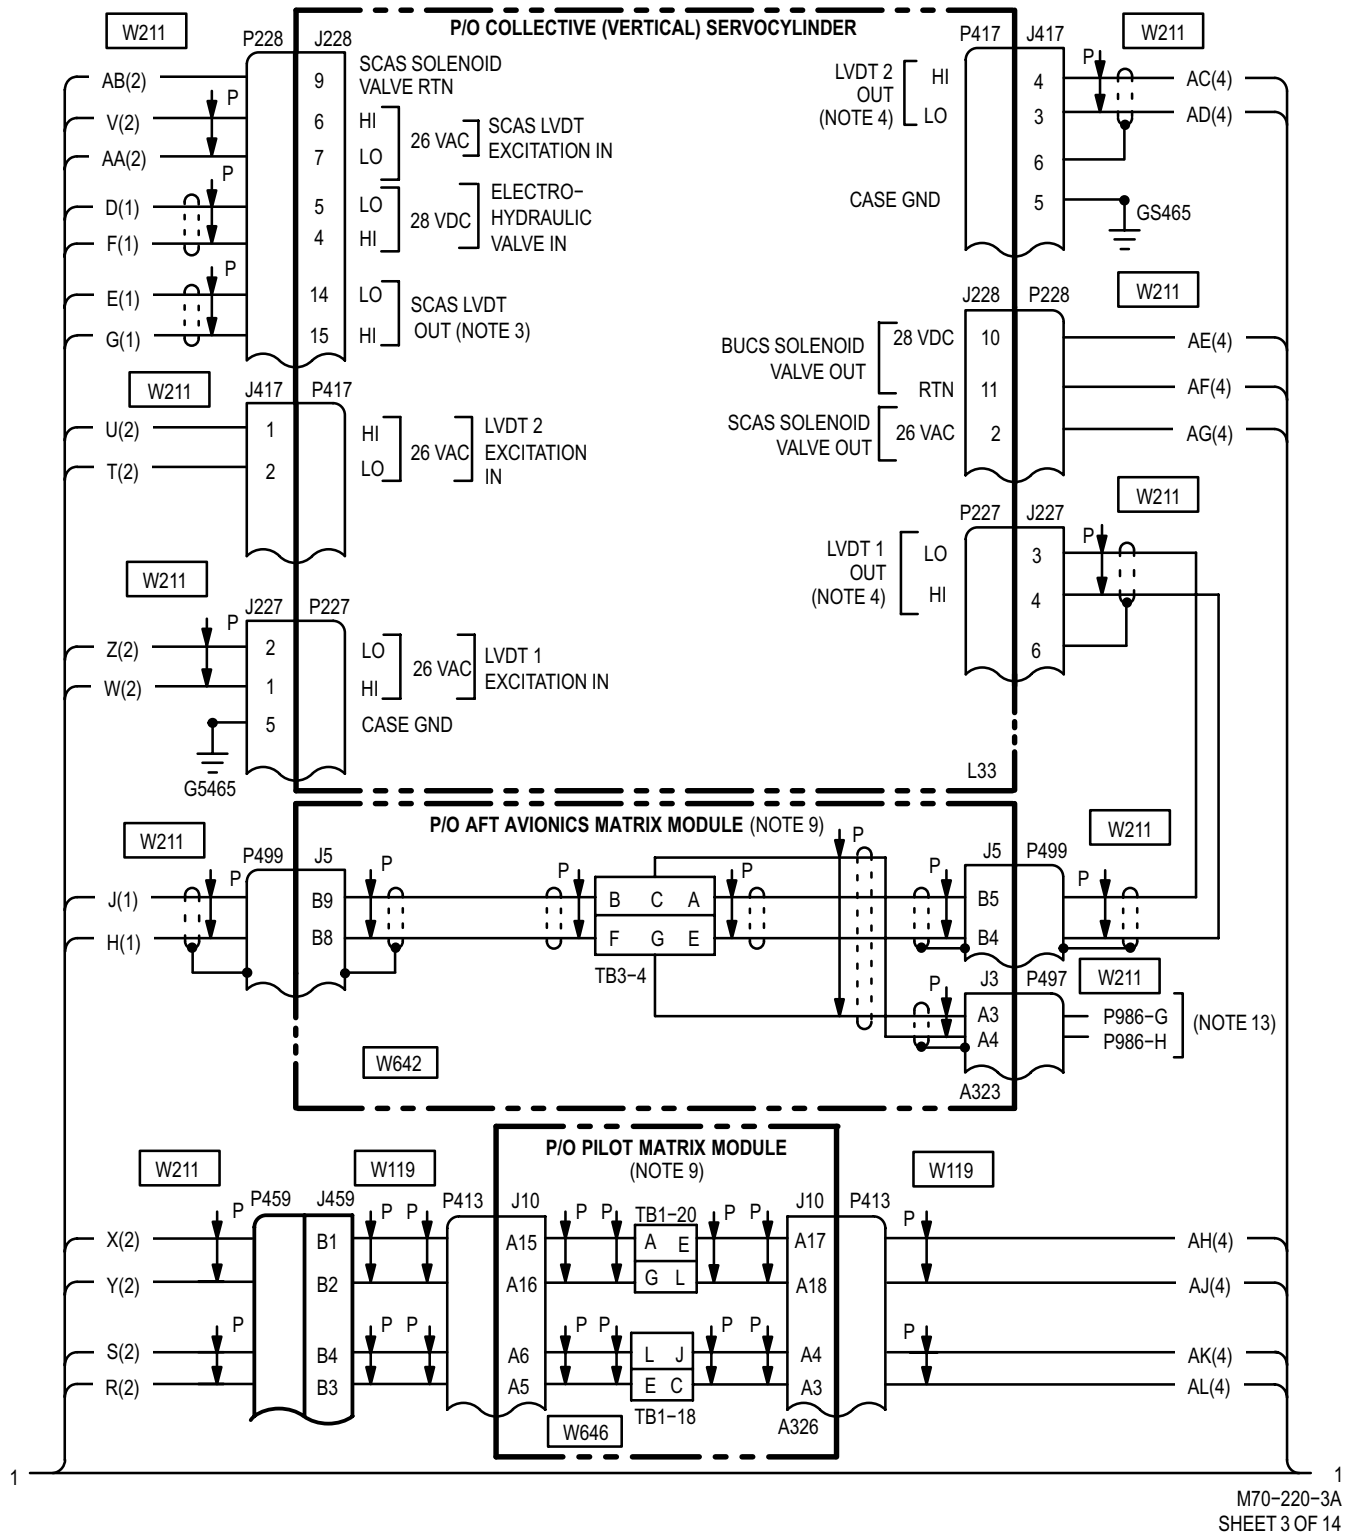 P/O COLLECTIVE (VERTICAL) SERVOCYLINDER
W211
P228 J228
AB(2) 9 SCAS SOLENOID
VALVE RTN
P
V(2) 6 HI
AA(2) 7 LO
26 VAC
SCAS LVDT
EXCITATION IN
P
D(1) 5 LO
F(1) 4 HI
28 VDC
ELECTRO-
HYDRAULIC
VALVE IN
P
E(1) 14 LO
G(1) 15 HI
SCAS LVDT
OUT (NOTE 3)
W211
J417 P417
U(2) 1 HI
T(2) 2 LO
26 VAC
LVDT 2
EXCITATION
IN
W211
J227 P227
P
Z(2) 2 LO
W(2) 1 HI
26 VAC
LVDT 1
EXCITATION IN
5 CASE GND
G5465
P417 J417
W211
LVDT 2
OUT
(NOTE 4)
HI 4 P AC(4)
LO 3 AD(4)
6
CASE GND 5
GS465
J228 P228
W211
BUCS SOLENOID
VALVE OUT
28 VDC 10 AE(4)
RTN 11 AF(4)
SCAS SOLENOID
VALVE OUT
26 VAC 2 AG(4)
W211
P227 J227
LVDT 1
OUT
(NOTE 4)
LO 3 P
HI 4
6
L33
P/O AFT AVIONICS MATRIX MODULE (NOTE 9)
W211
P499 J5
J(1) P B9 P P B C A P
H(1) B8 F G E
TB3-4
P
J5 P499
W211
P B5 P
B4
J3 P497
W211
P A3 P986-G
A4 P986-H
(NOTE 13)
W642
A323
P/O PILOT MATRIX MODULE
(NOTE 9)
W211 W119 W119
P459 J459 P413 J10 TB1-20 J10 P413
P P P P P P P P
X(2) B1 A15 A E A17 AH(4)
Y(2) B2 A16 G L A18 AJ(4)
P P P P P P P P
S(2) B4 A6 L J A4 AK(4)
R(2) B3 A5 E C A3 AL(4)
TB1-18
W646
A326
1 1
M70-220-3A
SHEET 3 OF 14